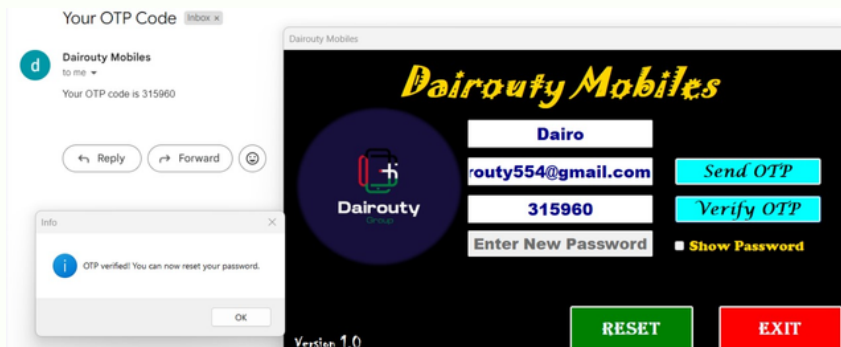 Your OTP Code Inbox ×
d
Dairouty Mobiles
to me
Your OTP code is 315960
Reply
Forward
Info
OTP verified! You can now reset your password.
OK
Dairouty Mobiles
Dairouty Mobiles
Dairouty
Group
Dairo
routy554@gmail.com
Send OTP
315960
Verify OTP
Enter New Password
Show Password
RESET
EXIT
Version 1.0